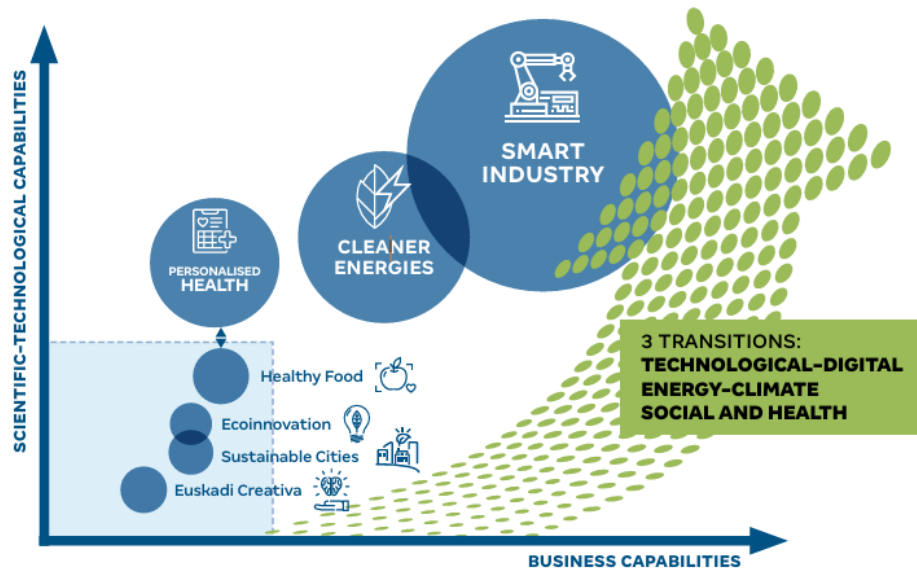 SCIENTIFIC-TECHNOLOGICAL CAPABILITIES
SMART
INDUSTRY
CLEANER
ENERGIES
PERSONALISED
HEALTH
3 TRANSITIONS:
TECHNOLOGICAL-DIGITAL
ENERGY-CLIMATE
SOCIAL AND HEALTH
Healthy Food
Ecoinnovation
Sustainable Cities
Euskadi Creativa
BUSINESS CAPABILITIES